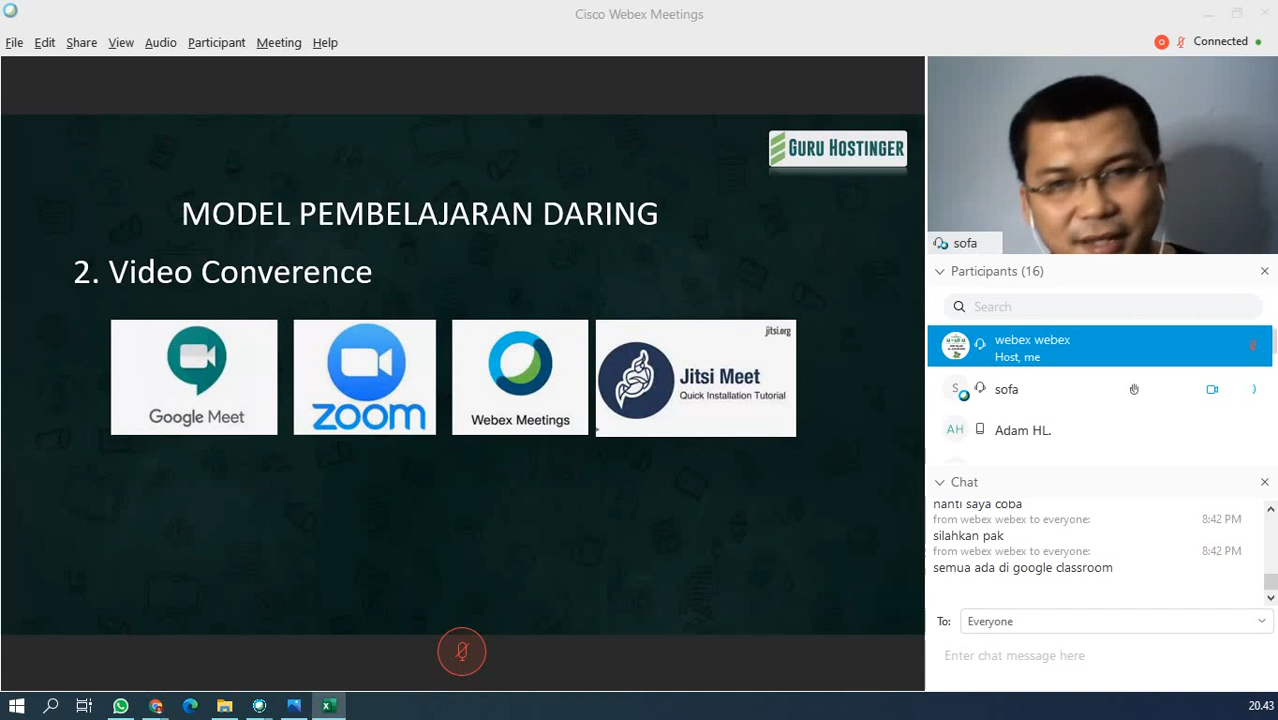 Cisco Webex Meetings
File Edit Share View Audio Participant Meeting Help
Connected
GURU HOSTINGER
MODEL PEMBELAJARAN DARING
2. Video Converence
Google Meet
zoom
Webex Meetings
jitsi.org
Jitsi Meet
Quick Installation Tutorial
sofa
Participants (16)
Search
webex webex
Host, me
S
sofa
AH
Adam HL.
Chat
nanti saya coba
from webex webex to everyone: 8:42 PM
silahkan pak
from webex webex to everyone: 8:42 PM
semua ada di google classroom
To: Everyone
Enter chat message here
20.43